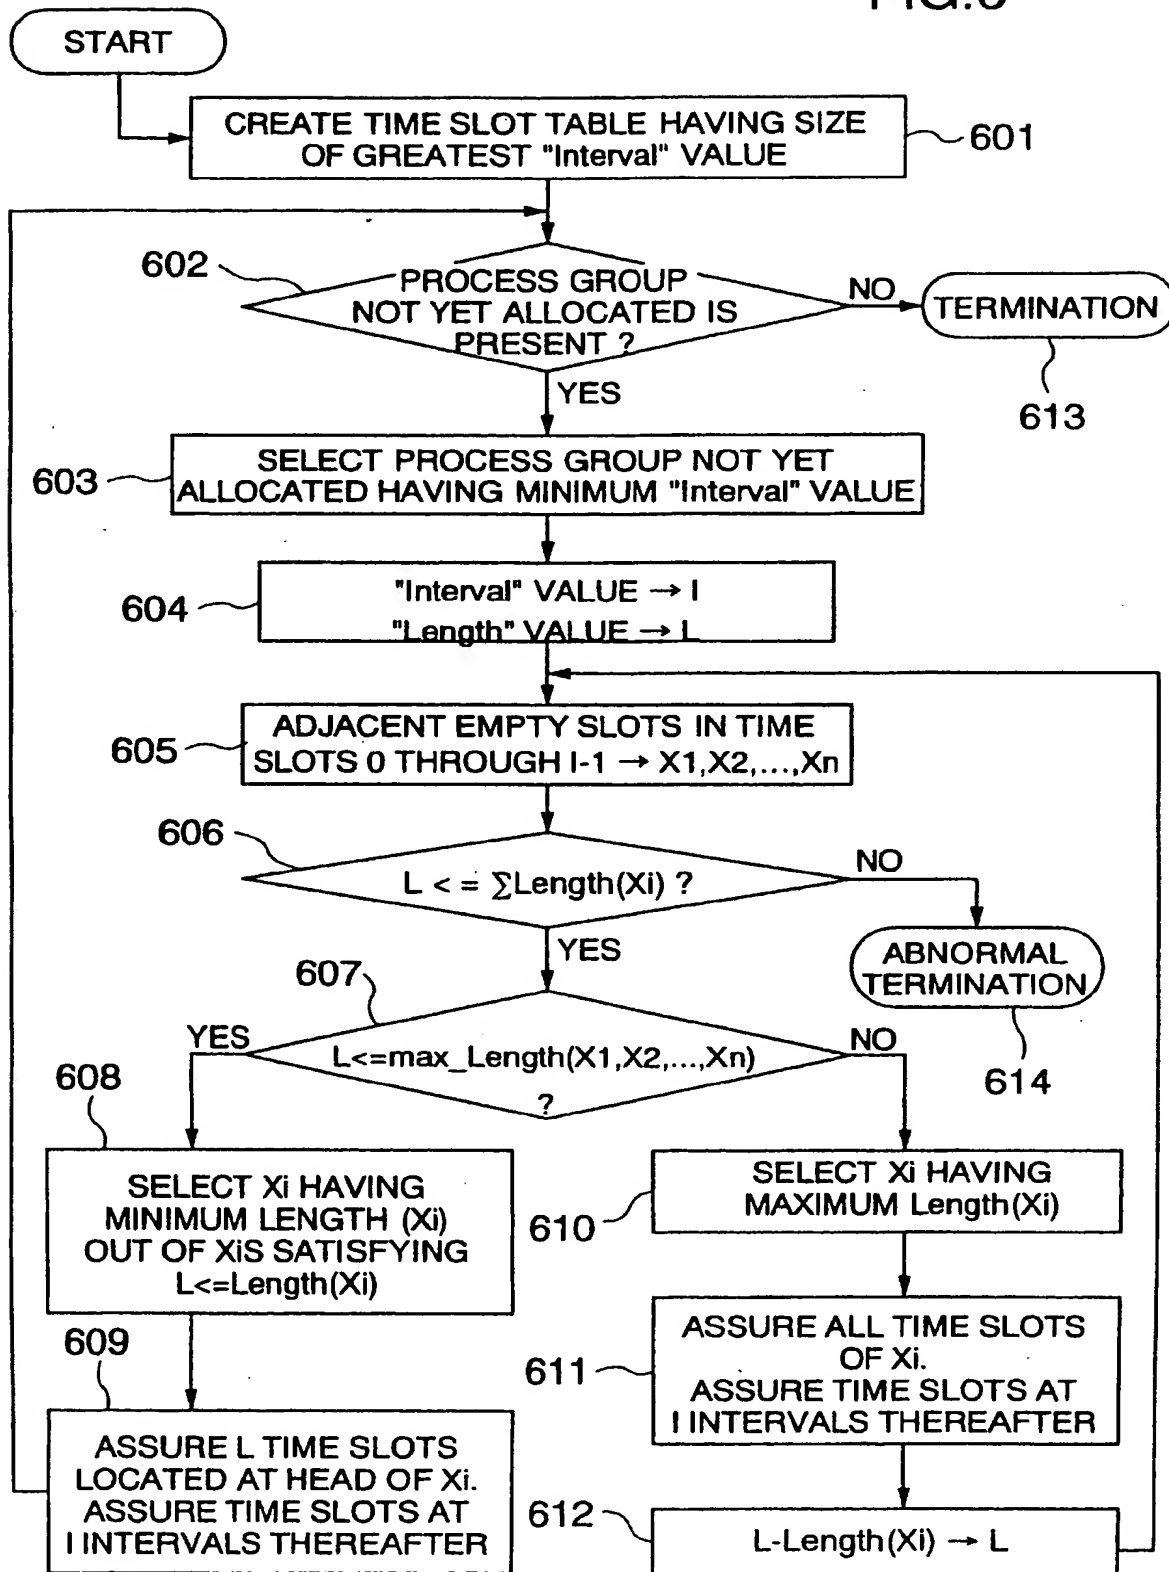 START
CREATE TIME SLOT TABLE HAVING SIZE
OF GREATEST "Interval" VALUE
601
602
PROCESS GROUP
NOT YET ALLOCATED IS
PRESENT ?
NO
TERMINATION
613
YES
603
SELECT PROCESS GROUP NOT YET
ALLOCATED HAVING MINIMUM "Interval" VALUE
604
"Interval" VALUE → I
"Length" VALUE → L
605
ADJACENT EMPTY SLOTS IN TIME
SLOTS 0 THROUGH I-1 → X1,X2,...,Xn
606
L < = ∑Length(Xi) ?
NO
YES
ABNORMAL
TERMINATION
614
607
YES
L<=max_Length(X1,X2,...,Xn)
?
NO
608
SELECT Xi HAVING
MINIMUM LENGTH (Xi)
OUT OF XiS SATISFYING
L<=Length(Xi)
610
SELECT Xi HAVING
MAXIMUM Length(Xi)
609
ASSURE L TIME SLOTS
LOCATED AT HEAD OF Xi.
ASSURE TIME SLOTS AT
I INTERVALS THEREAFTER
611
ASSURE ALL TIME SLOTS
OF Xi.
ASSURE TIME SLOTS AT
I INTERVALS THEREAFTER
612
L-Length(Xi) → L